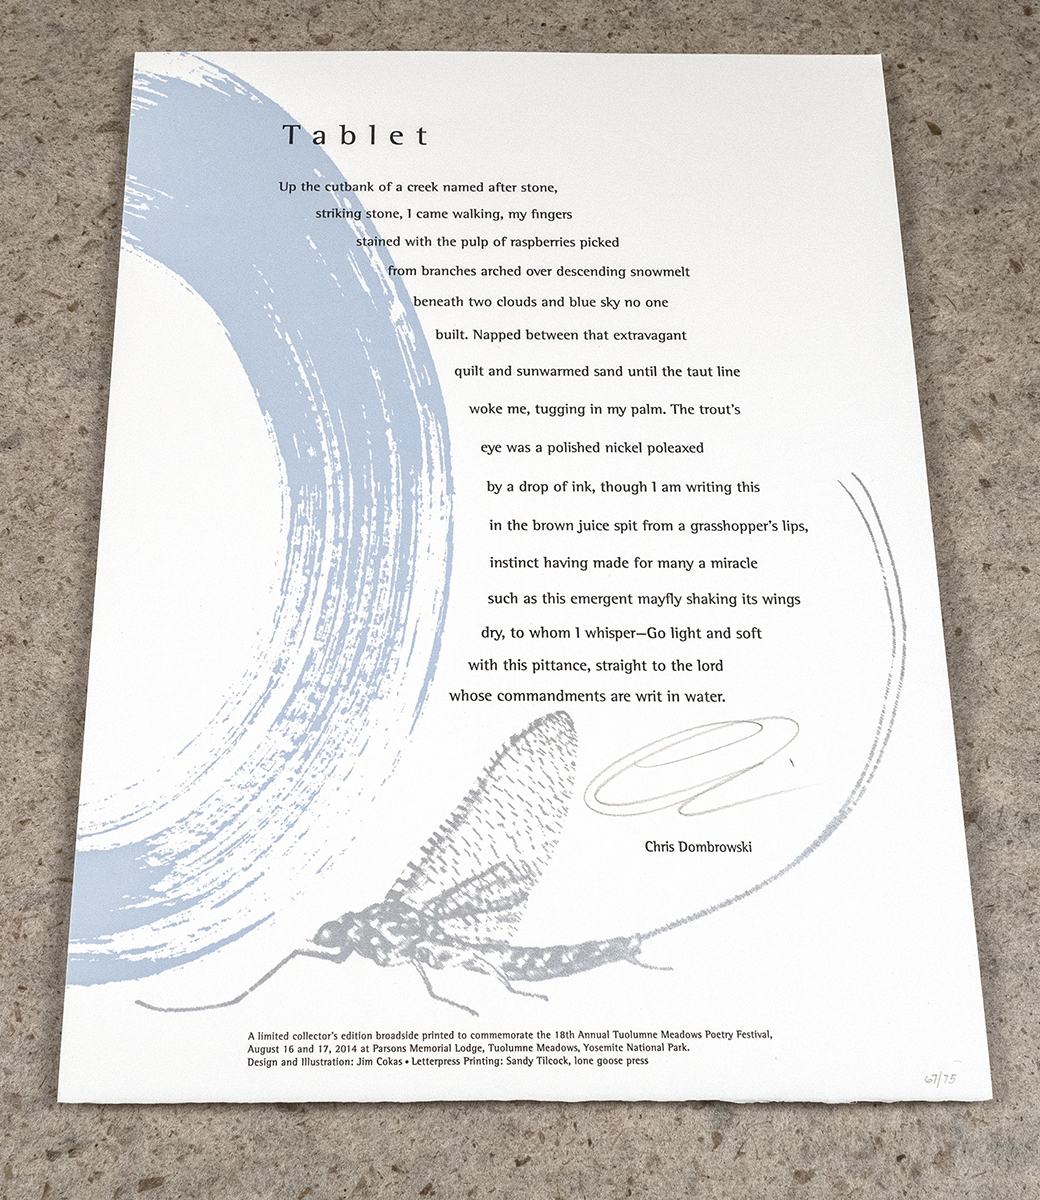 Tablet
Up the cutbank of a creek named after stone,
striking stone, I came walking, my fingers
stained with the pulp of raspberries picked
from branches arched over descending snowmelt
beneath two clouds and blue sky no one
built. Napped between that extravagant
quilt and sunwarmed sand until the taut line
woke me, tugging in my palm. The trout's
eye was a polished nickel poleaxed
by a drop of ink, though I am writing this
in the brown juice spit from a grasshopper's lips,
instinct having made for many a miracle
such as this emergent mayfly shaking its wings
dry, to whom I whisper—Go light and soft
with this pittance, straight to the lord
whose commandments are writ in water.
Chris Dombrowski
A limited collector's edition broadside printed to commemorate the 18th Annual Tuolumne Meadows Poetry Festival,
August 16 and 17, 2014 at Parsons Memorial Lodge, Tuolumne Meadows, Yosemite National Park.
Design and Illustration: Jim Cokas • Letterpress Printing: Sandy Tilcock, lone goose press
67/75